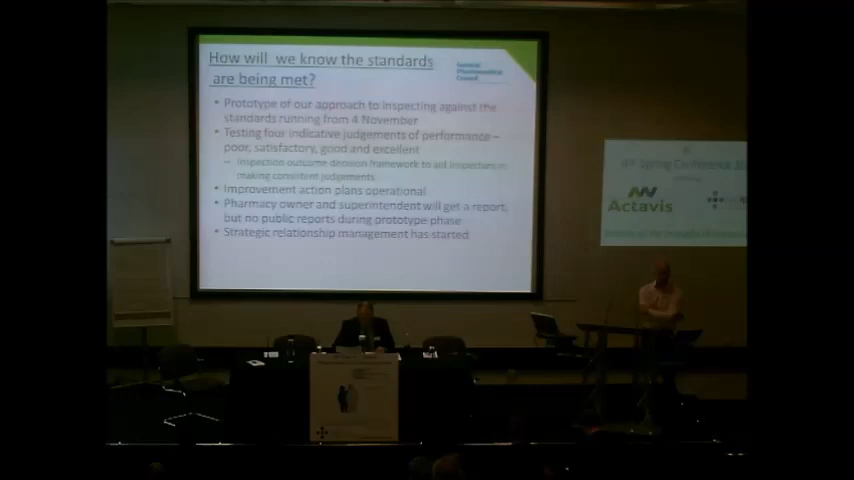 How will we know the standards
are being met?
General
Pharmaceutical
Council
• Prototype of our approach to inspecting against the
standards running from 4 November
• Testing four indicative judgements of performance –
poor, satisfactory, good and excellent
– Inspection outcome decision framework to aid inspectors in
making consistent judgements
• Improvement action plans operational
• Pharmacy owner and superintendent will get a report,
but no public reports during prototype phase
• Strategic relationship management has started
Spring Conference
Actavis